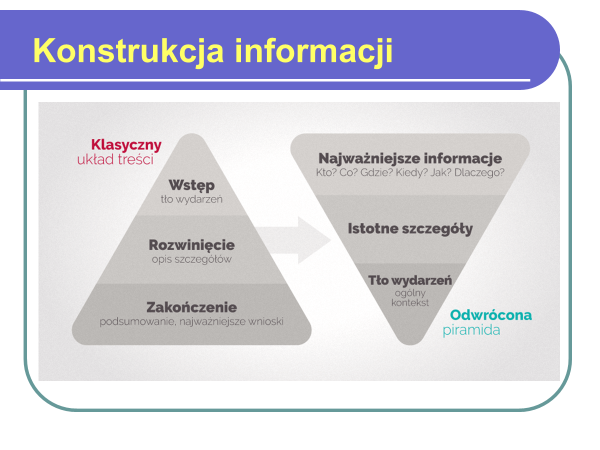 Konstrukcja informacji
Klasyczny
układ treści
Wstęp
tło wydarzeń
Rozwinięcie
opis szczegółów
Zakończenie
podsumowanie, najważniejsze wnioski
Najważniejsze informacje
Kto? Co? Gdzie? Kiedy? Jak? Dlaczego?
Istotne szczegóły
Tło wydarzeń
ogólny
kontekst
Odwrócona
piramida